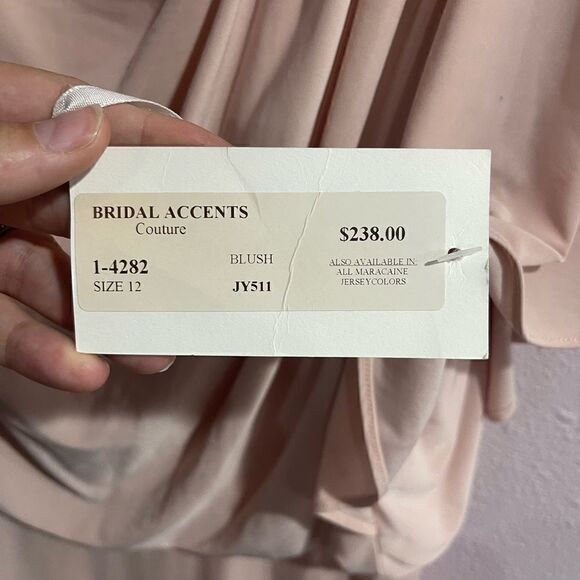 BRIDAL ACCENTS
Couture
$238.00
1-4282
BLUSH
SIZE 12
JY511
ALSO AVAILABLE IN:
ALL MARACAINE
JERSEYCOLORS